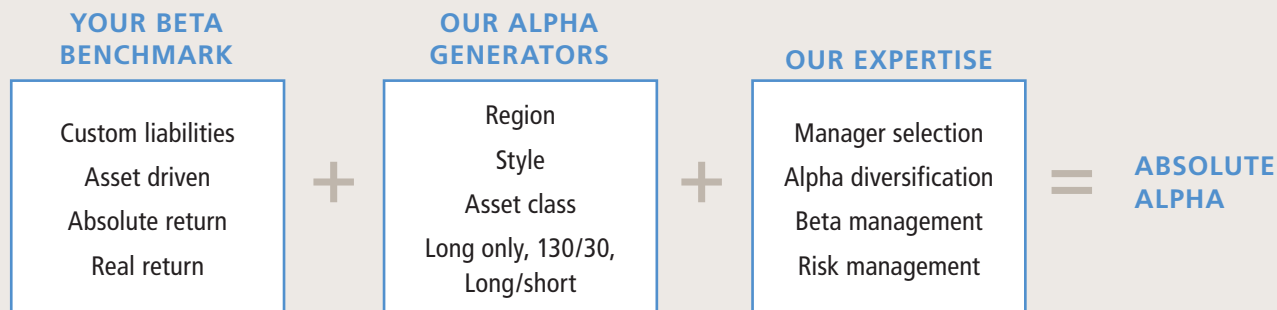 YOUR BETA
BENCHMARK
Custom liabilities
Asset driven
Absolute return
Real return
+
OUR ALPHA
GENERATORS
Region
Style
Asset class
Long only, 130/30,
Long/short
+
OUR EXPERTISE
Manager selection
Alpha diversification
Beta management
Risk management
=
ABSOLUTE
ALPHA